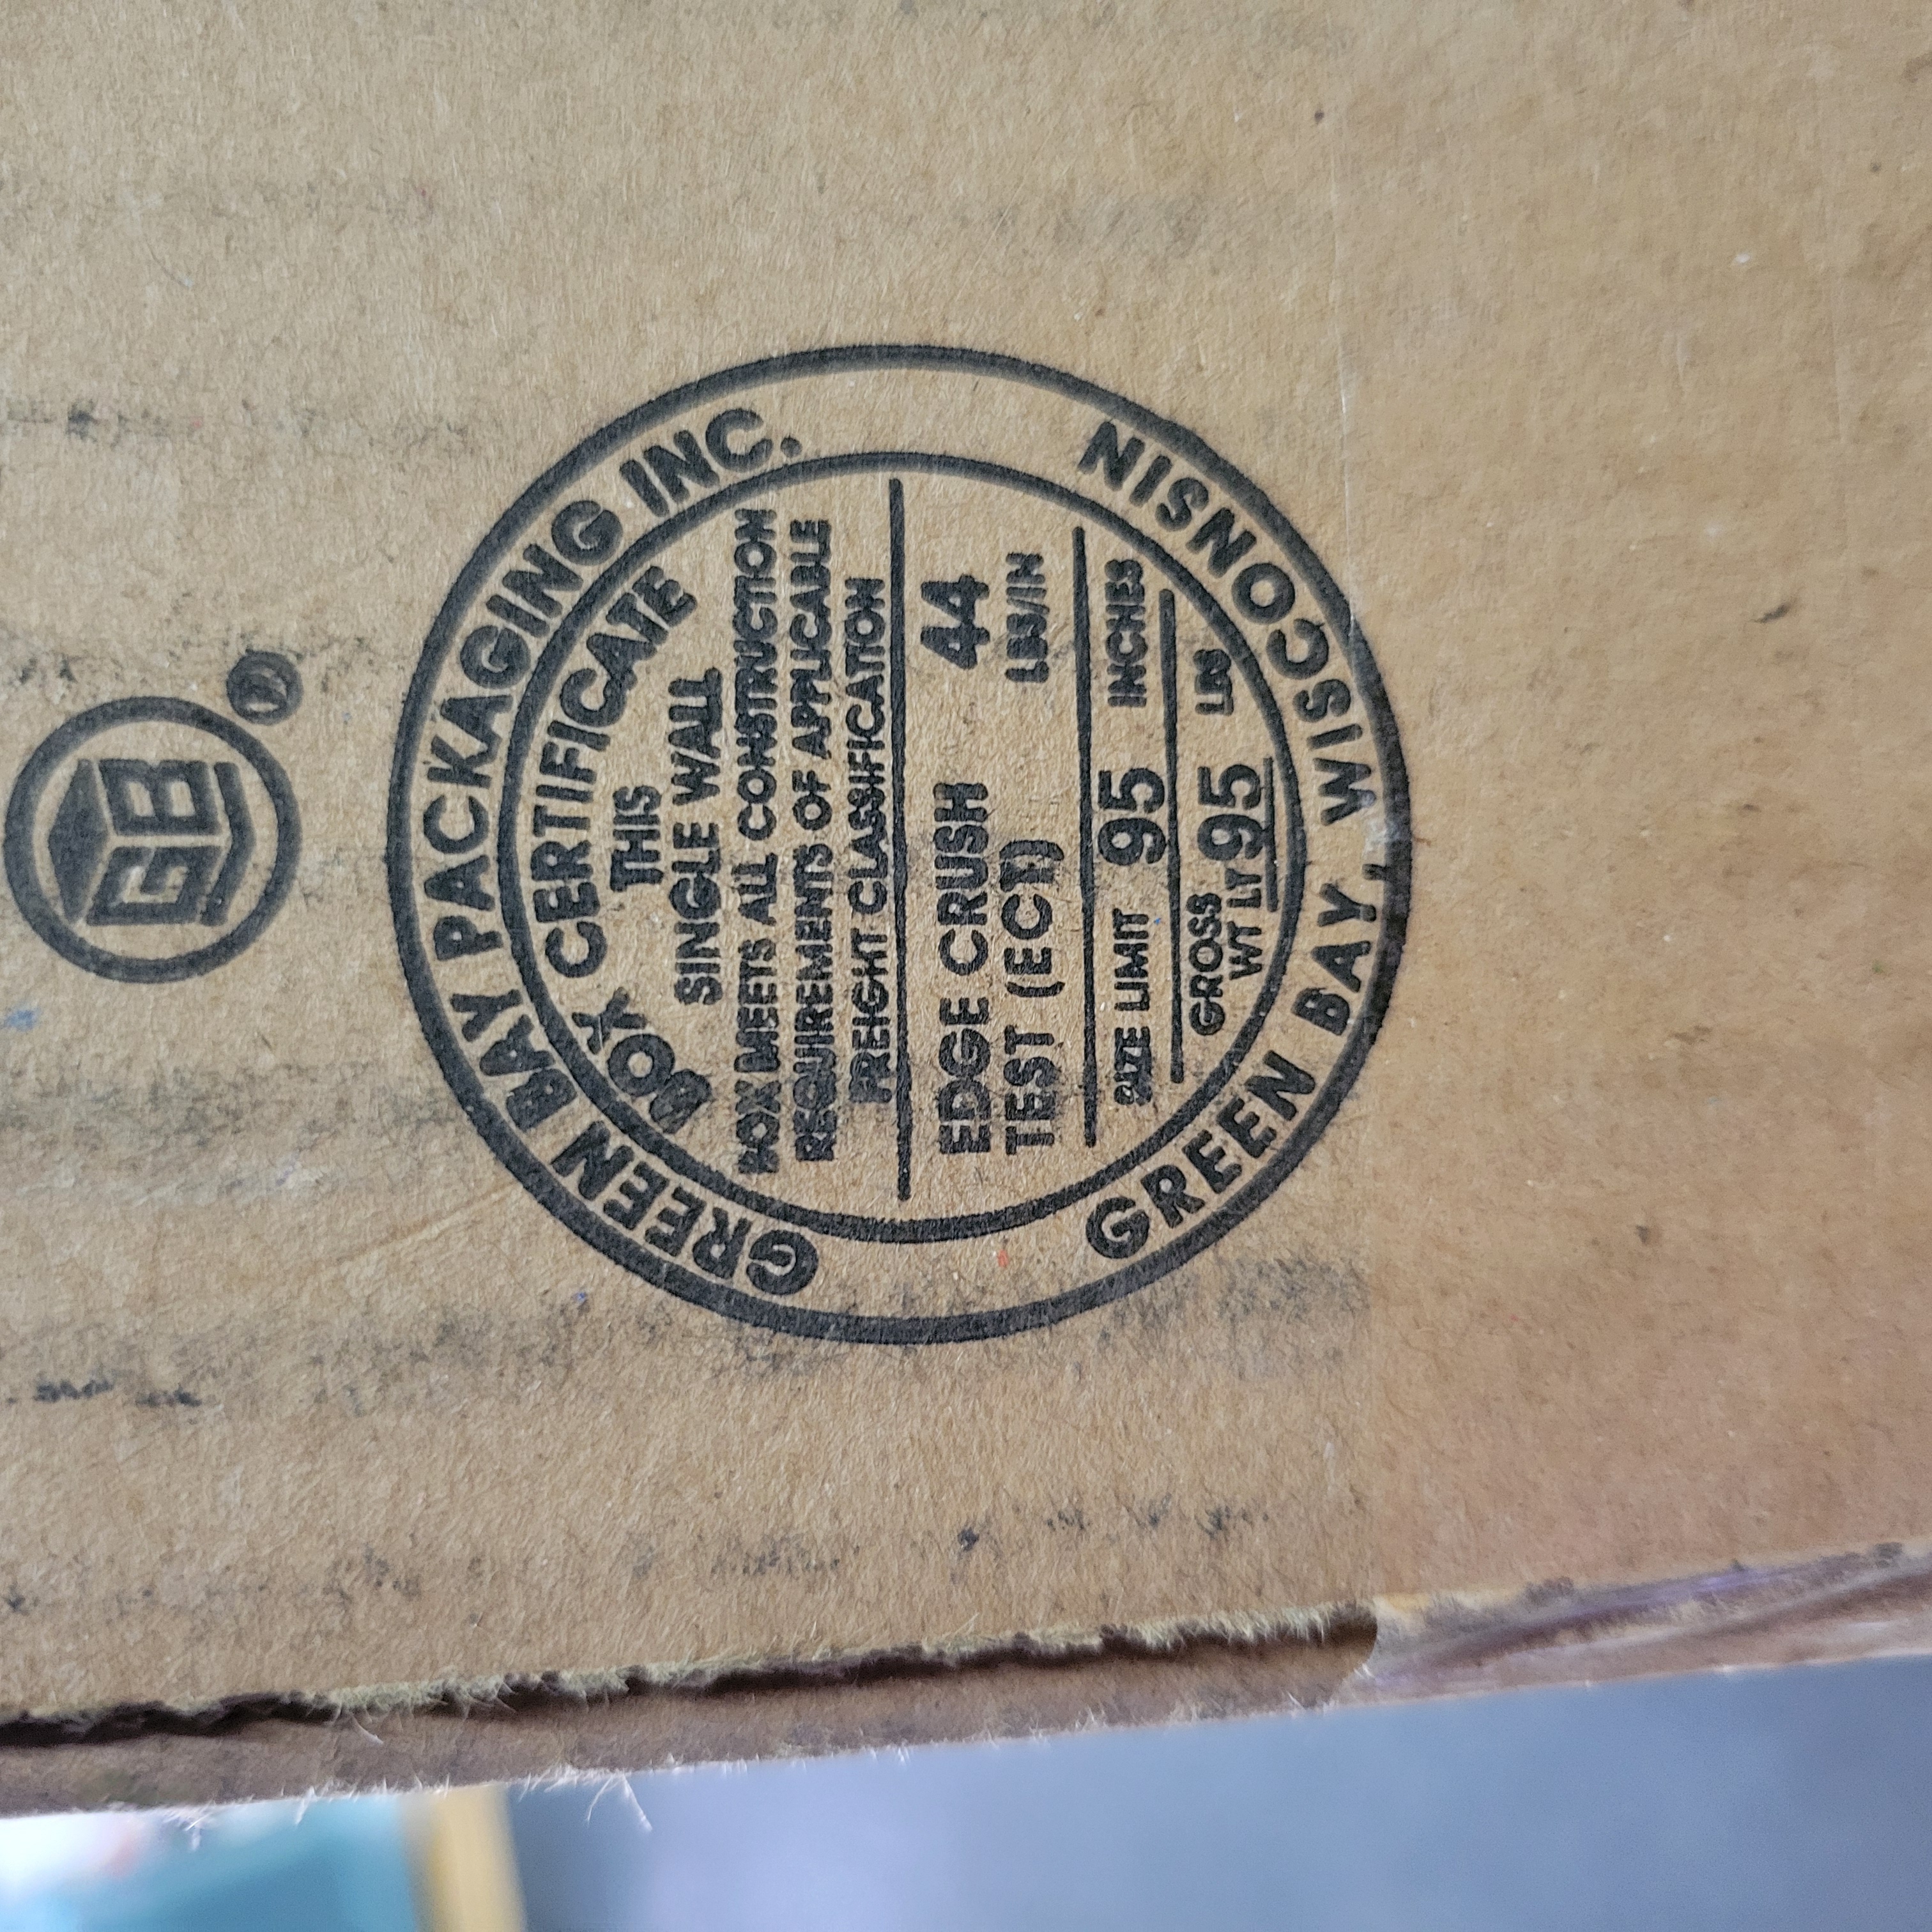 GB
®
GREEN BAY PACKAGING INC.
BOX CERTIFICATE
THIS
SINGLE WALL
BOX MEETS ALL CONSTRUCTION
REQUIREMENTS OF APPLICABLE
FREIGHT CLASSIFICATION
EDGE CRUSH 44
TEST (ECT) LBS/IN
SIZE LIMIT 95 INCHES
GROSS LBS
WT LT 95
GREEN BAY, WISCONSIN